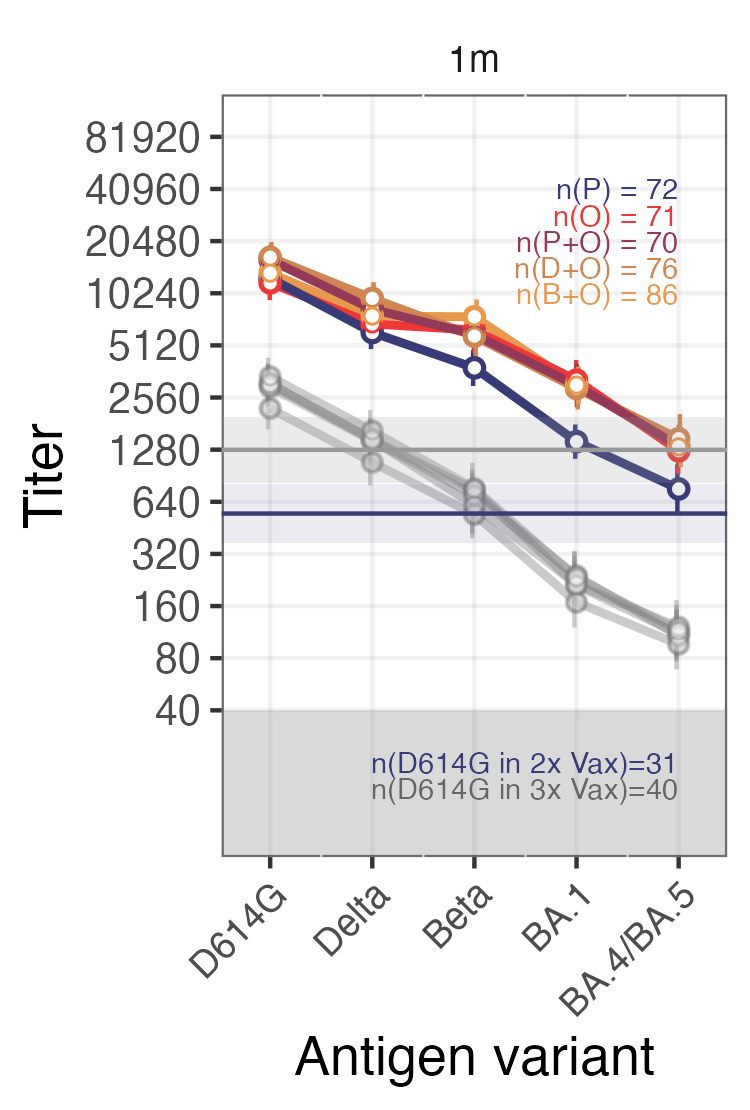 1m
Titer
81920
40960
20480
10240
5120
2560
1280
640
320
160
80
40
n(P) = 72
n(O) = 71
n(P+O) = 70
n(D+O) = 76
n(B+O) = 86
n(D614G in 2x Vax)=31
n(D614G in 3x Vax)=40
D614G
Delta
Beta
BA.1
BA.4/BA.5
Antigen variant